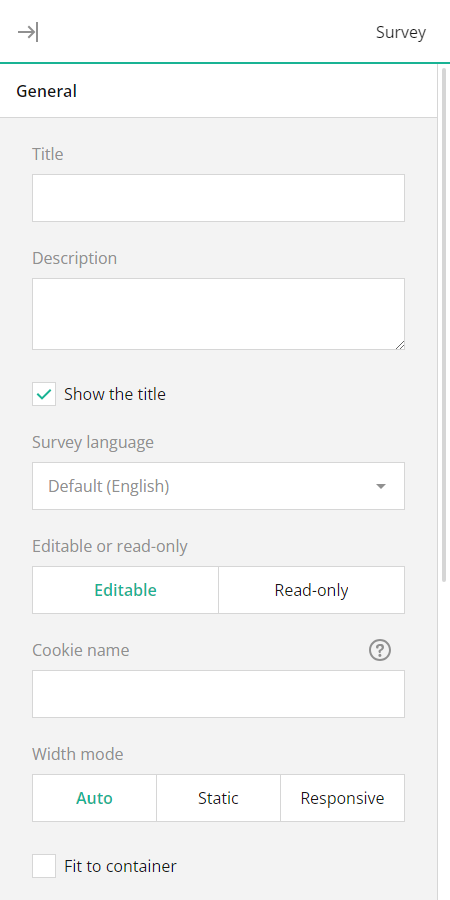 Survey
General
Title
Description
Show the title
Survey language
Default (English)
Editable or read-only
Editable Read-only
Cookie name ?
Width mode
Auto Static Responsive
Fit to container